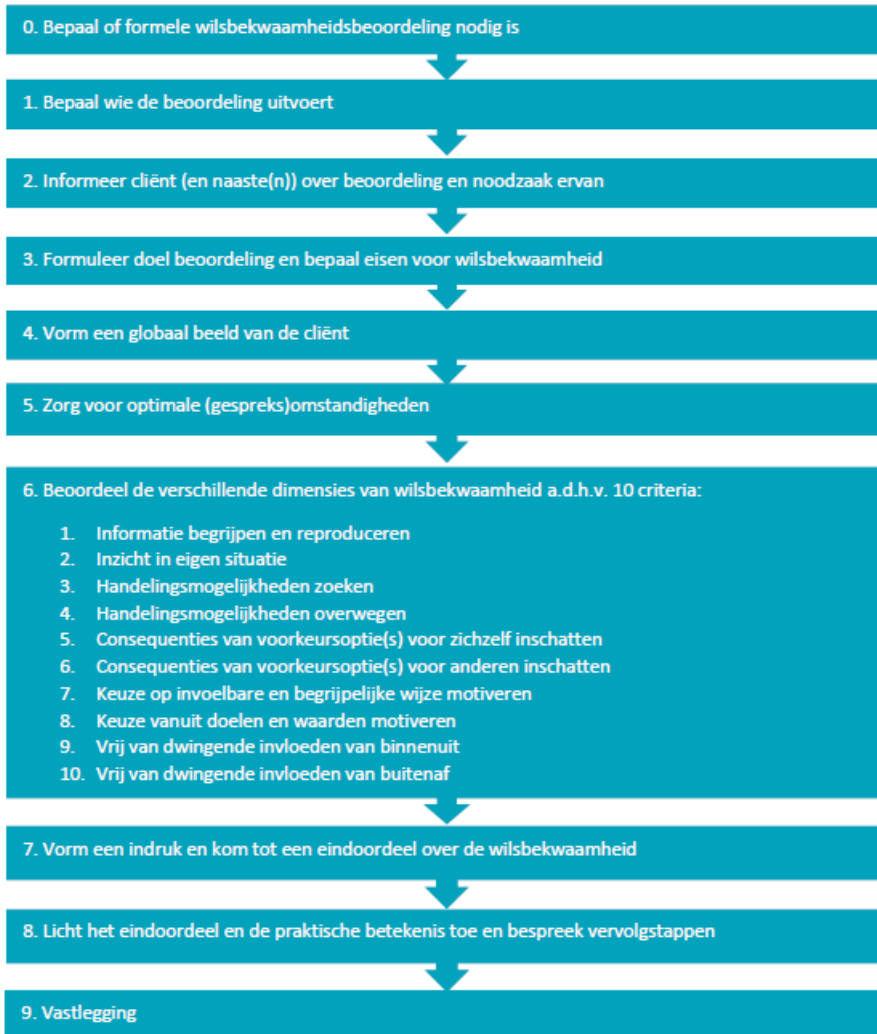 0. Bepaal of formele wilsbekwaamheidsbeoordeling nodig is
1. Bepaal wie de beoordeling uitvoert
2. Informeer cliënt (en naaste(n)) over beoordeling en noodzaak ervan
3. Formuleer doel beoordeling en bepaal eisen voor wilsbekwaamheid
4. Vorm een globaal beeld van de cliënt
5. Zorg voor optimale (gespreks)omstandigheden
6. Beoordeel de verschillende dimensies van wilsbekwaamheid a.d.h.v. 10 criteria:
1. Informatie begrijpen en reproduceren
2. Inzicht in eigen situatie
3. Handelingsmogelijkheden zoeken
4. Handelingsmogelijkheden overwegen
5. Consequenties van voorkeursoptie(s) voor zichzelf inschatten
6. Consequenties van voorkeursoptie(s) voor anderen inschatten
7. Keuze op invoelbare en begrijpelijke wijze motiveren
8. Keuze vanuit doelen en waarden motiveren
9. Vrij van dwingende invloeden van binnenuit
10. Vrij van dwingende invloeden van buitenaf
7. Vorm een indruk en kom tot een eindoordeel over de wilsbekwaamheid
8. Licht het eindoordeel en de praktische betekenis toe en bespreek vervolgstappen
9. Vastlegging